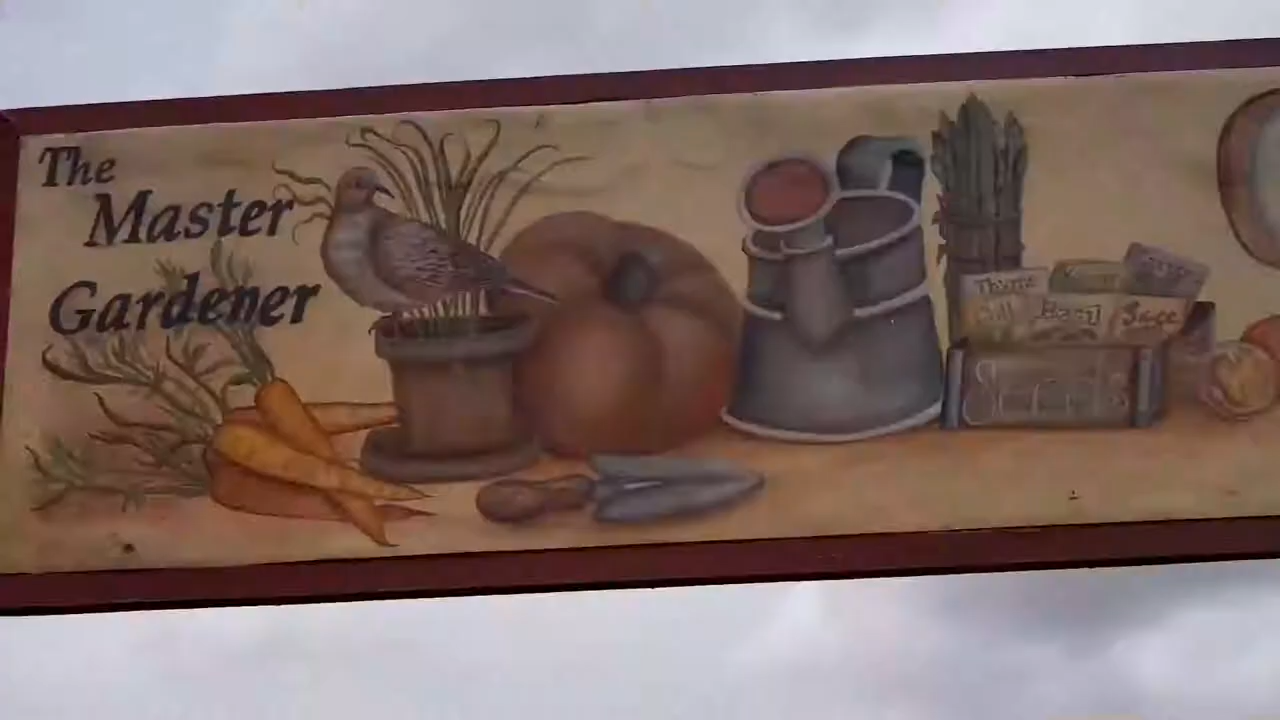 The
Master
Gardener
Thyme
Dill Basil Sage